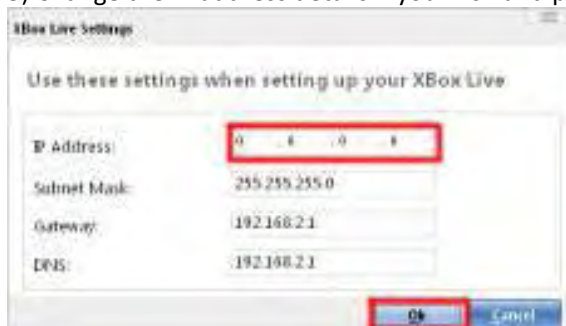 XBox Live Settings
Use these settings when setting up your XBox Live
IP Address:
Subnet Mask: 255.255.255.0
Gateway: 192.168.2.1
DNS: 192.168.2.1
Ok Cancel